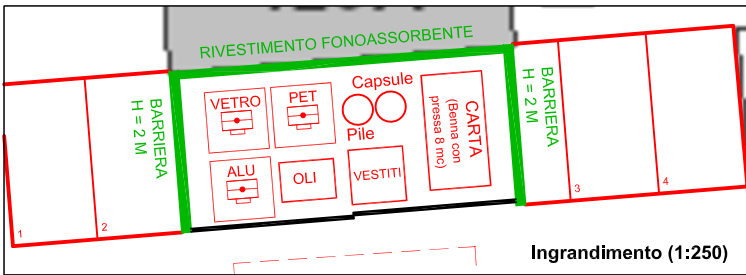 RIVESTIMENTO FONOASSORBENTE
BARRIERA
H = 2 M
VETRO
PET
Capsule
Pile
CARTA
(Benna con
pressa 8 mc)
ALU
OLI
VESTITI
BARRIERA
H = 2 M
1
2
3
4
Ingrandimento (1:250)